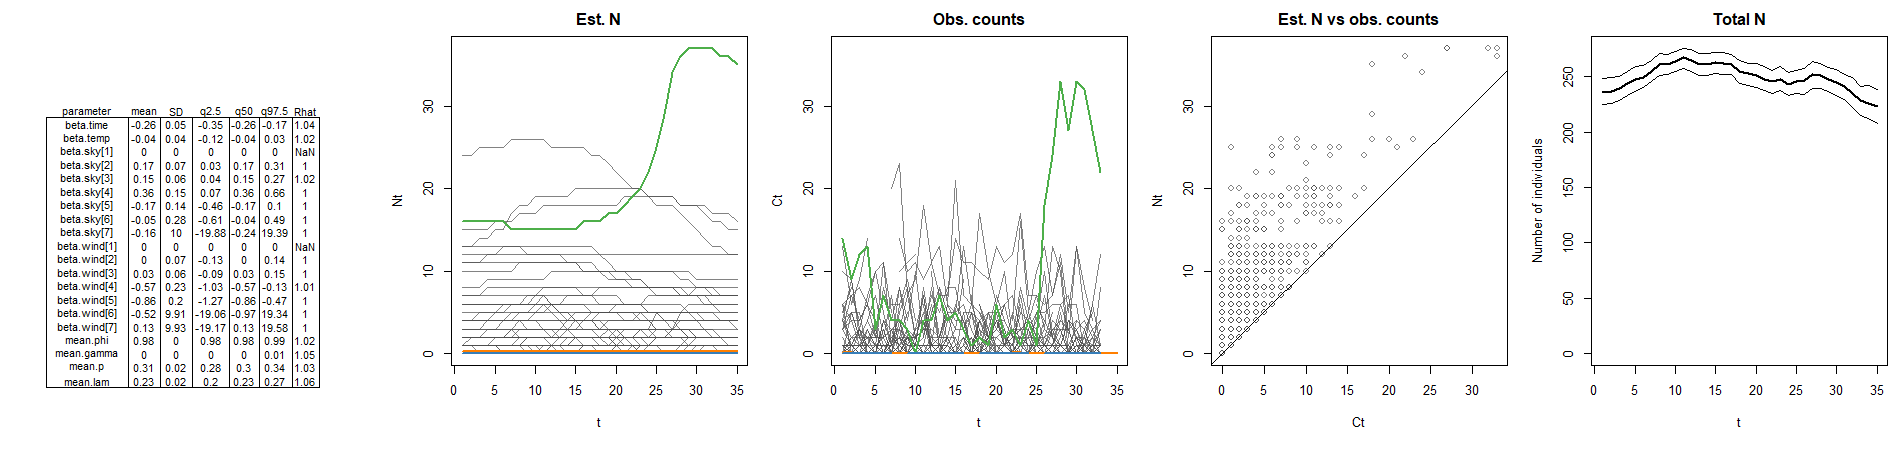 parameter mean SD q2.5 q50 q97.5 Rhat
beta.time -0.26 0.05 -0.35 -0.26 -0.17 1.04
beta.temp -0.04 0.04 -0.12 -0.04 0.03 1.02
beta.sky[1] 0 0 0 0 0 NaN
beta.sky[2] 0.17 0.07 0.03 0.17 0.31 1
beta.sky[3] 0.15 0.06 0.04 0.15 0.27 1.02
beta.sky[4] 0.36 0.15 0.07 0.36 0.66 1
beta.sky[5] -0.17 0.14 -0.46 -0.17 0.1 1
beta.sky[6] -0.05 0.28 -0.61 -0.04 0.49 1
beta.sky[7] -0.16 10 -19.88 -0.24 19.39 1
beta.wind[1] 0 0 0 0 0 NaN
beta.wind[2] 0 0.07 -0.13 0 0.14 1
beta.wind[3] 0.03 0.06 -0.09 0.03 0.15 1
beta.wind[4] -0.57 0.23 -1.03 -0.57 -0.13 1.01
beta.wind[5] -0.86 0.2 -1.27 -0.86 -0.47 1
beta.wind[6] -0.52 9.91 -19.06 -0.97 19.34 1
beta.wind[7] 0.13 9.93 -19.17 0.13 19.58 1
mean.phi 0.98 0 0.98 0.98 0.99 1.02
mean.gamma 0 0 0 0 0.01 1.05
mean.p 0.31 0.02 0.28 0.3 0.34 1.03
mean.lam 0.23 0.02 0.2 0.23 0.27 1.06
Est. N
Nt
30
20
10
0
0 5 10 15 20 25 30 35
t
Obs. counts
Ct
30
20
10
0
0 5 10 15 20 25 30 35
t
Est. N vs obs. counts
Nt
30
20
10
0
0 5 10 15 20 25 30
Ct
Total N
Number of individuals
250
200
150
100
50
0
0 5 10 15 20 25 30 35
t